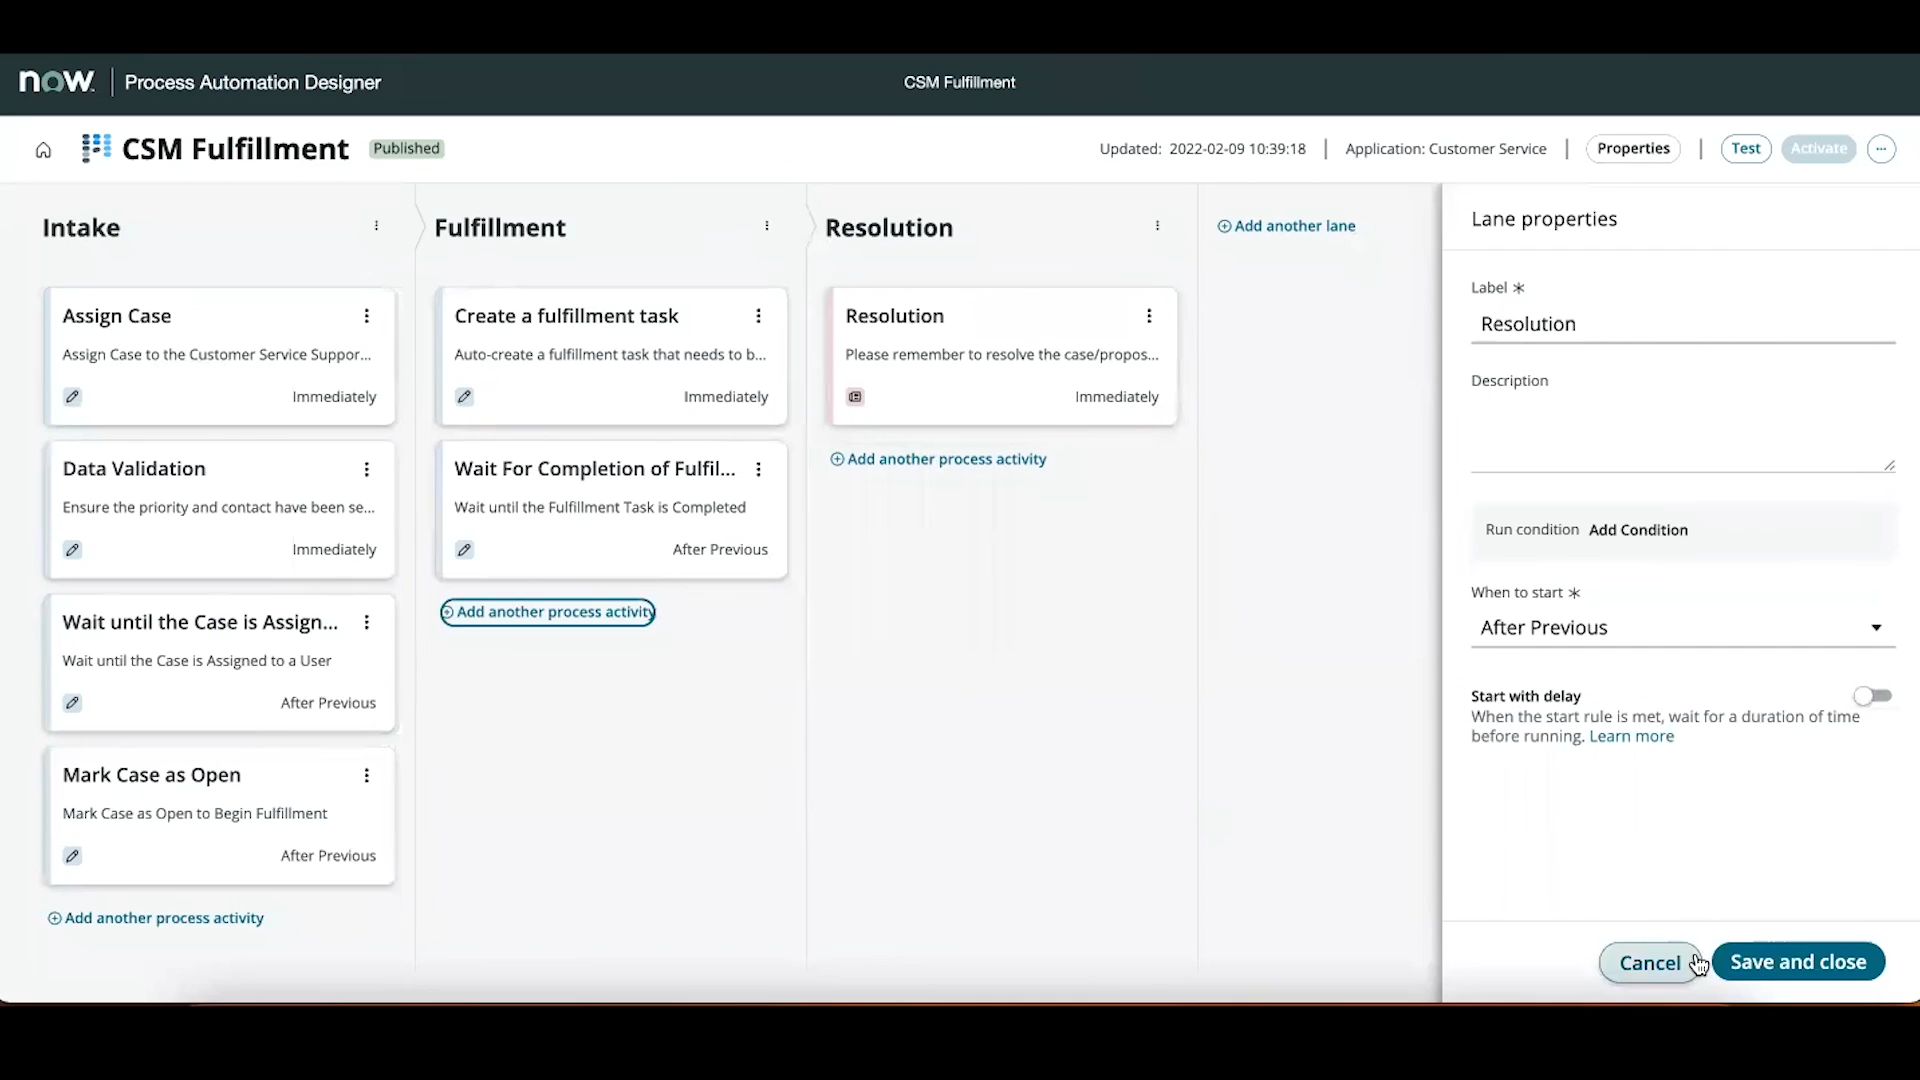 now.
Process Automation Designer
CSM Fulfillment
CSM Fulfillment
Published
Updated: 2022-02-09 10:39:18
Application: Customer Service
Properties
Test
Activate
Intake
Assign Case
Assign Case to the Customer Service Suppor...
Immediately
Data Validation
Ensure the priority and contact have been se...
Immediately
Wait until the Case is Assign...
Wait until the Case is Assigned to a User
After Previous
Mark Case as Open
Mark Case as Open to Begin Fulfillment
After Previous
Add another process activity
Fulfillment
Create a fulfillment task
Auto-create a fulfillment task that needs to b...
Immediately
Wait For Completion of Fulfil...
Wait until the Fulfillment Task is Completed
After Previous
Add another process activity
Resolution
Resolution
Please remember to resolve the case/propos...
Immediately
Add another process activity
Add another lane
Lane properties
Label *
Resolution
Description
Run condition Add Condition
When to start *
After Previous
Start with delay
When the start rule is met, wait for a duration of time
before running. Learn more
Cancel
Save and close